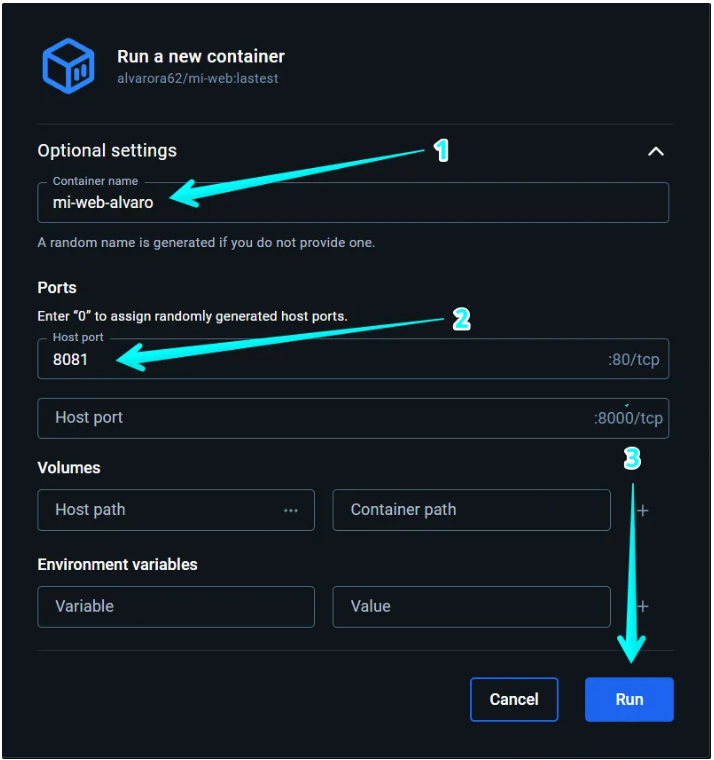 Run a new container
alvarora62/mi-web:lastest
Optional settings
1
Container name
mi-web-alvaro
A random name is generated if you do not provide one.
Ports
Enter “0” to assign randomly generated host ports.
2
Host port
8081
:80/tcp
Host port
:8000/tcp
3
Volumes
Host path
...
Container path
+
Environment variables
Variable
Value
+
Cancel
Run